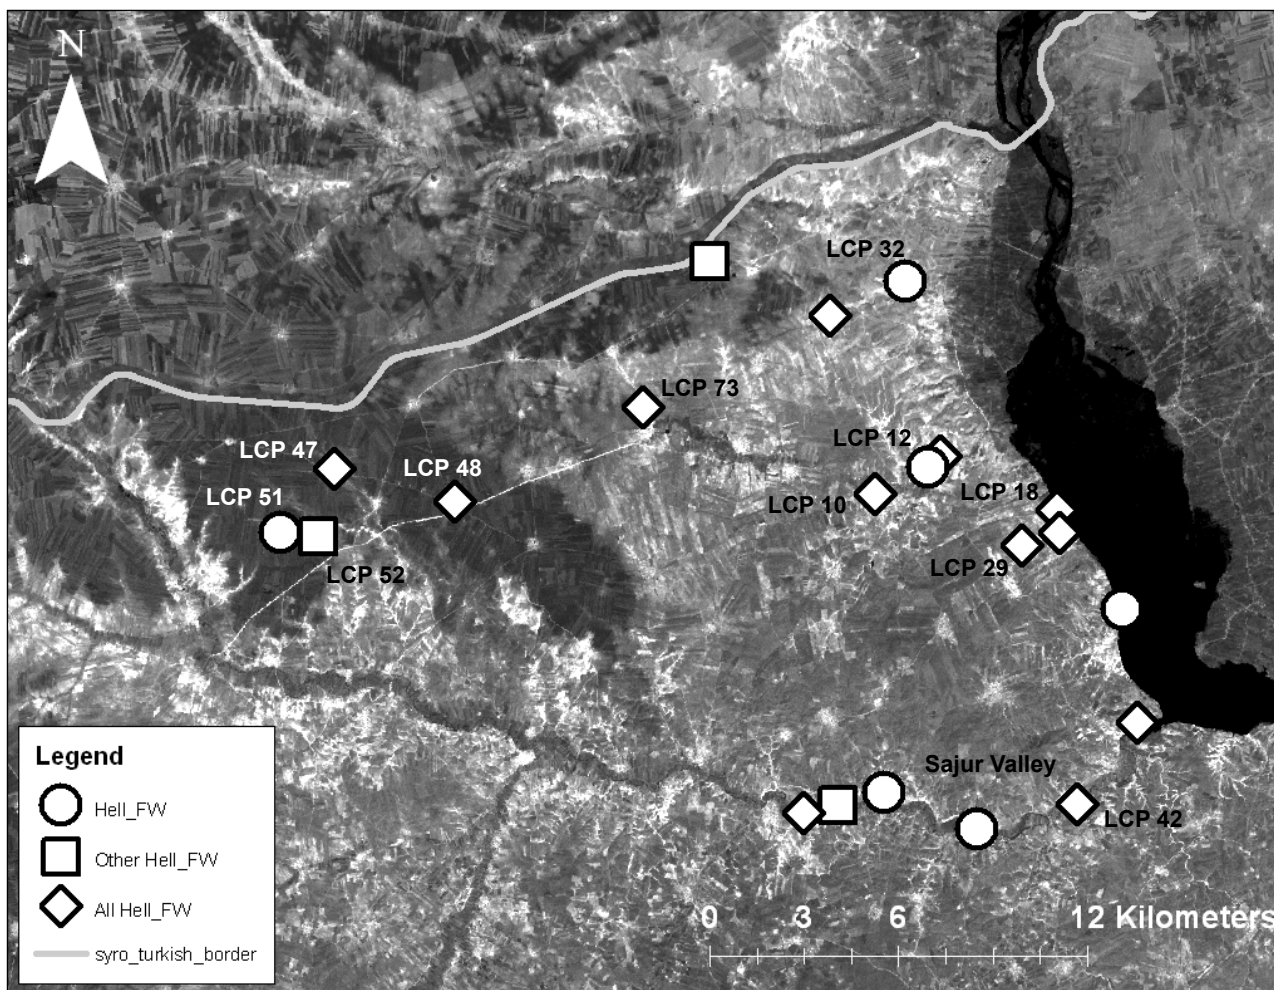 N
LCP 32
LCP 73
LCP 12
LCP 47
LCP 48
LCP 51
LCP 10
LCP 18
LCP 29
LCP 52
Sajur Valley
LCP 42
Legend
Hell_FW
Other Hell_FW
All Hell_FW
syro_turkish_border
0 3 6 12 Kilometers